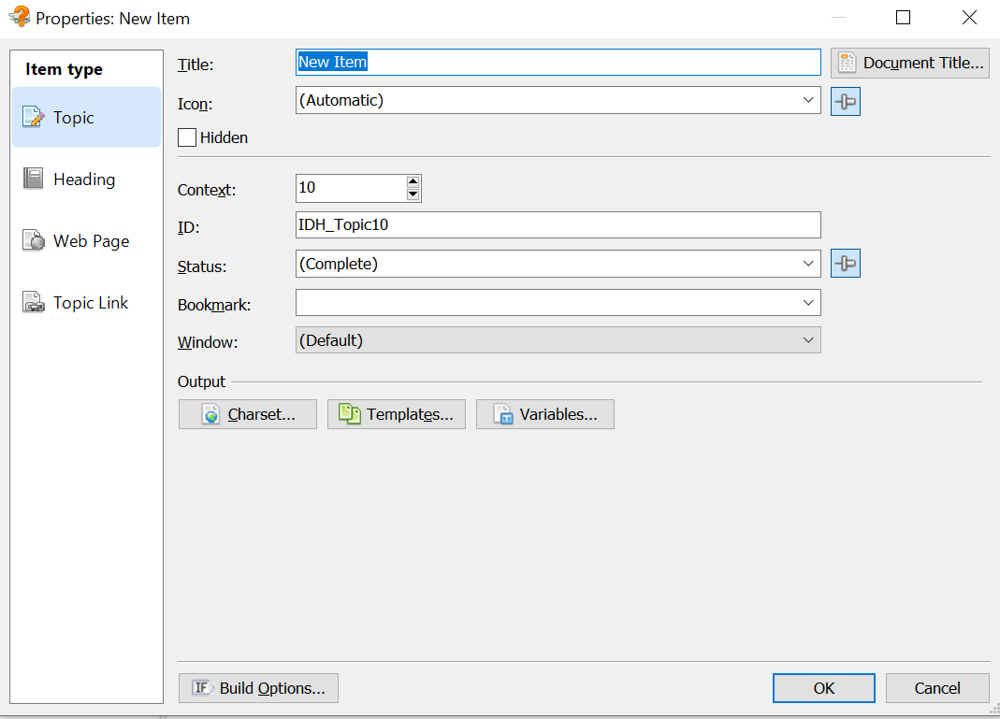 Properties: New Item
Item type
Topic
Heading
Web Page
Topic Link
Title: New Item Document Title...
Icon: (Automatic)
Hidden
Context: 10
ID: IDH_Topic10
Status: (Complete)
Bookmark:
Window: (Default)
Output
Charset... Templates... Variables...
IF Build Options... OK Cancel